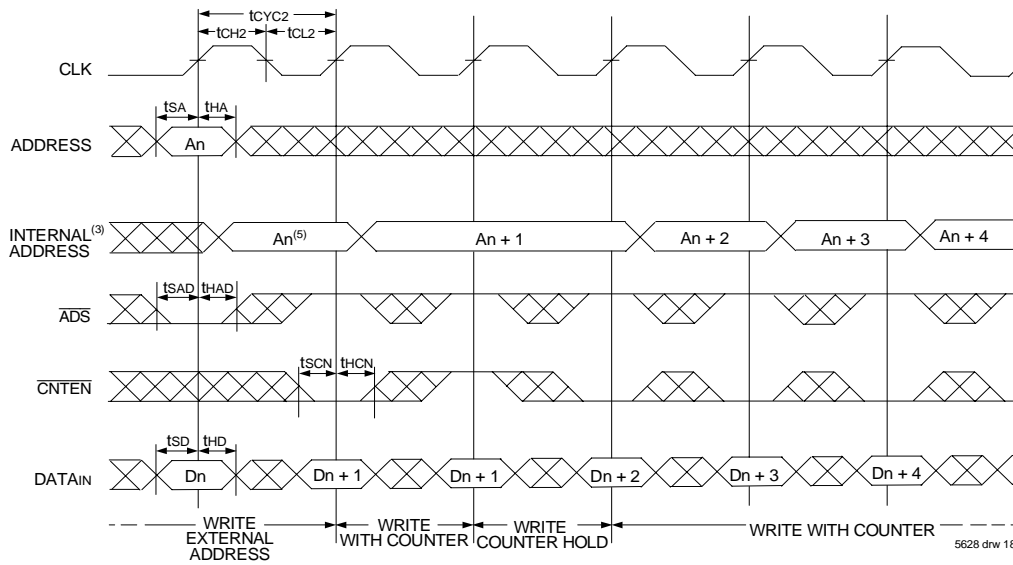 tCYC2
tCH2 tCL2
CLK
tSA tHA
ADDRESS An
INTERNAL(3) ADDRESS An(5) An + 1 An + 2 An + 3 An + 4
tSAD tHAD
ADS
tSCN tHCN
CNTEN
tSD tHD
DATAIN Dn Dn + 1 Dn + 1 Dn + 2 Dn + 3 Dn + 4
WRITE EXTERNAL ADDRESS
WRITE WITH COUNTER
WRITE COUNTER HOLD
WRITE WITH COUNTER
5628 drw 18